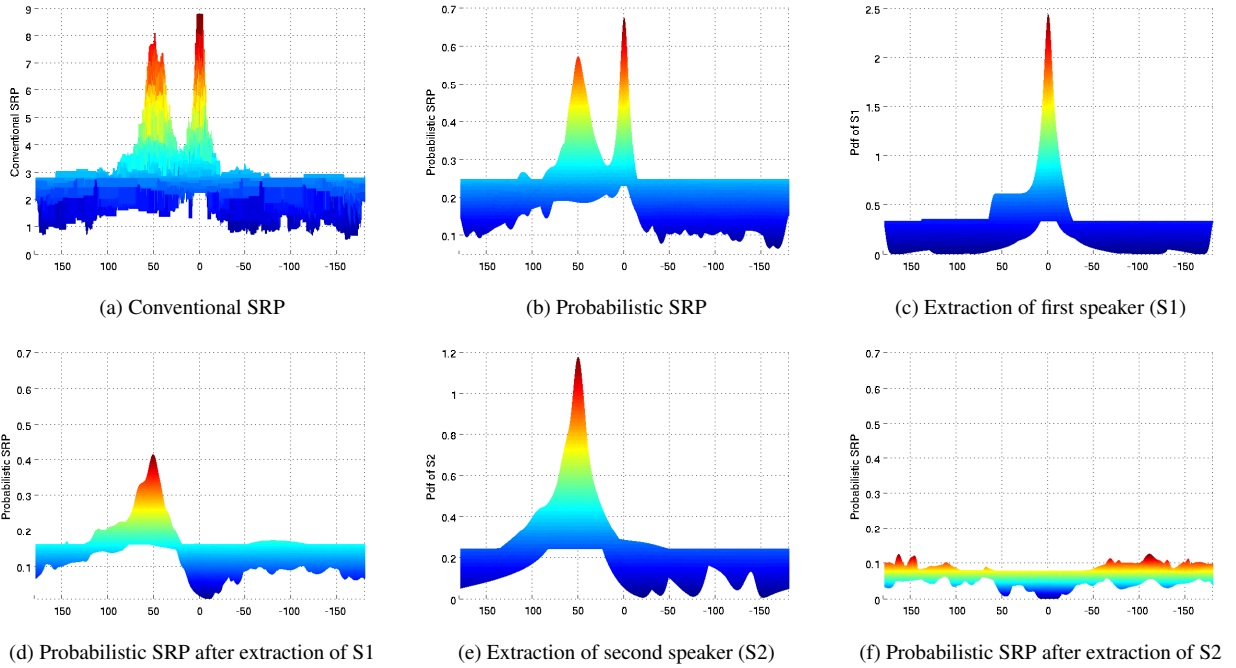 9
8
7
6
5
4
3
2
1
0
Conventional SRP
150 100 50 0 -50 -100 -150
(a) Conventional SRP
0.7
0.6
0.5
0.4
0.3
0.2
0.1
Probabilistic SRP
150 100 50 0 -50 -100 -150
(b) Probabilistic SRP
2.5
2
1.5
1
0.5
0
Pdf of S1
150 100 50 0 -50 -100 -150
(c) Extraction of first speaker (S1)
0.7
0.6
0.5
0.4
0.3
0.2
0.1
Probabilistic SRP
150 100 50 0 -50 -100 -150
(d) Probabilistic SRP after extraction of S1
1.2
1
0.8
0.6
0.4
0.2
0
Pdf of S2
150 100 50 0 -50 -100 -150
(e) Extraction of second speaker (S2)
0.7
0.6
0.5
0.4
0.3
0.2
0.1
0
Probabilistic SRP
150 100 50 0 -50 -100 -150
(f) Probabilistic SRP after extraction of S2